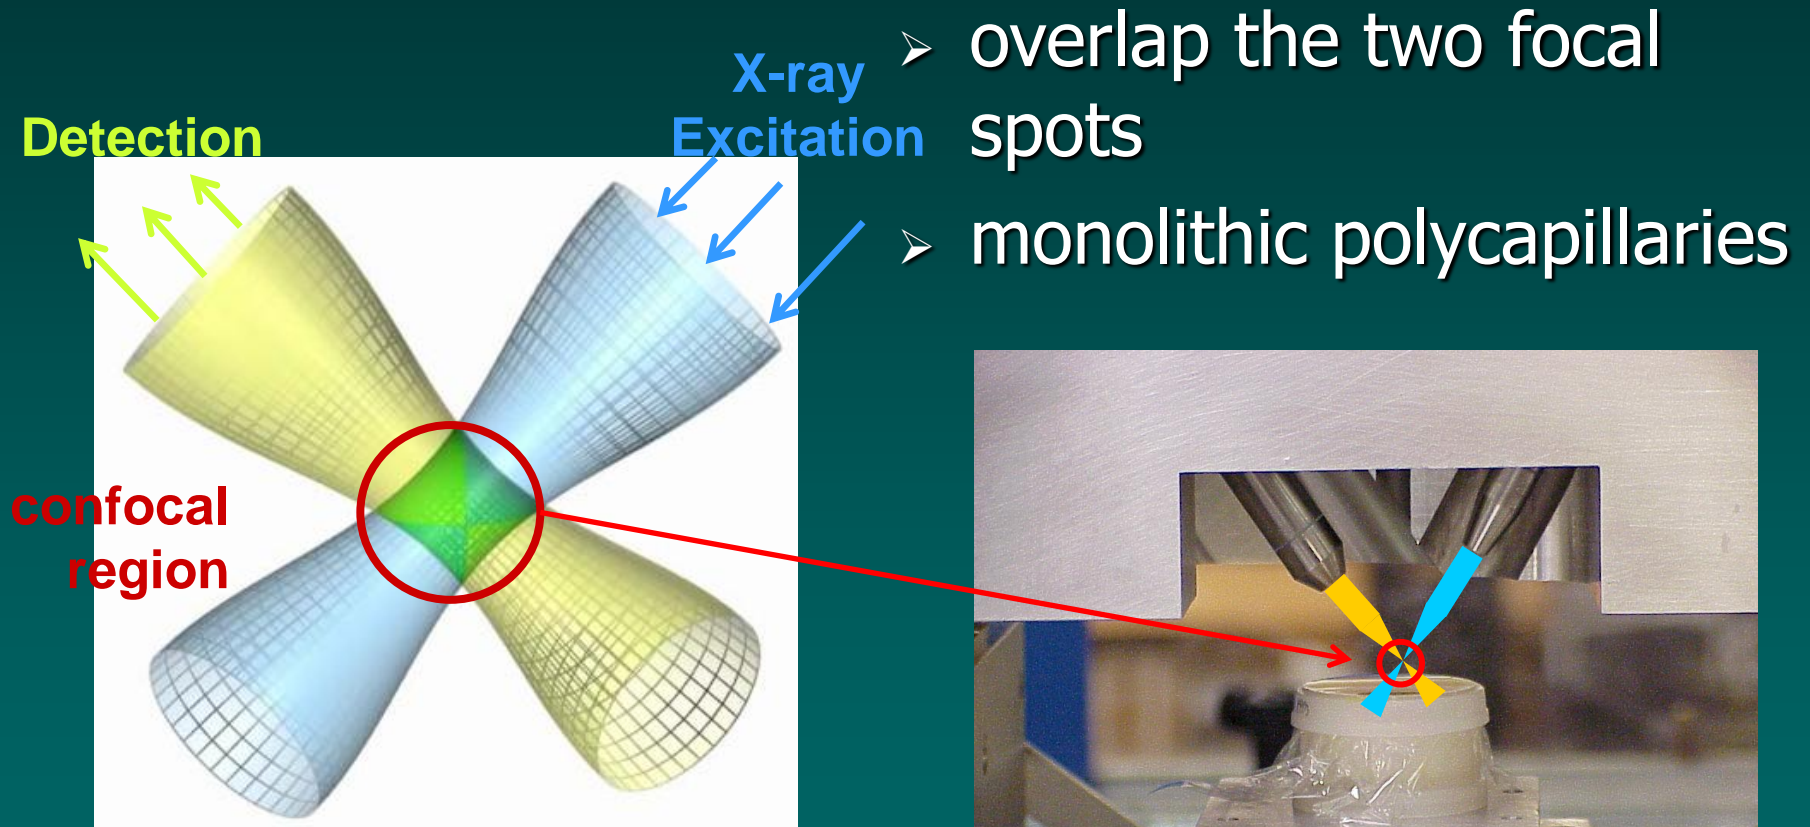 ➢ overlap the two focal
spots
➢ monolithic polycapillaries
X-ray
Excitation
Detection
confocal
region